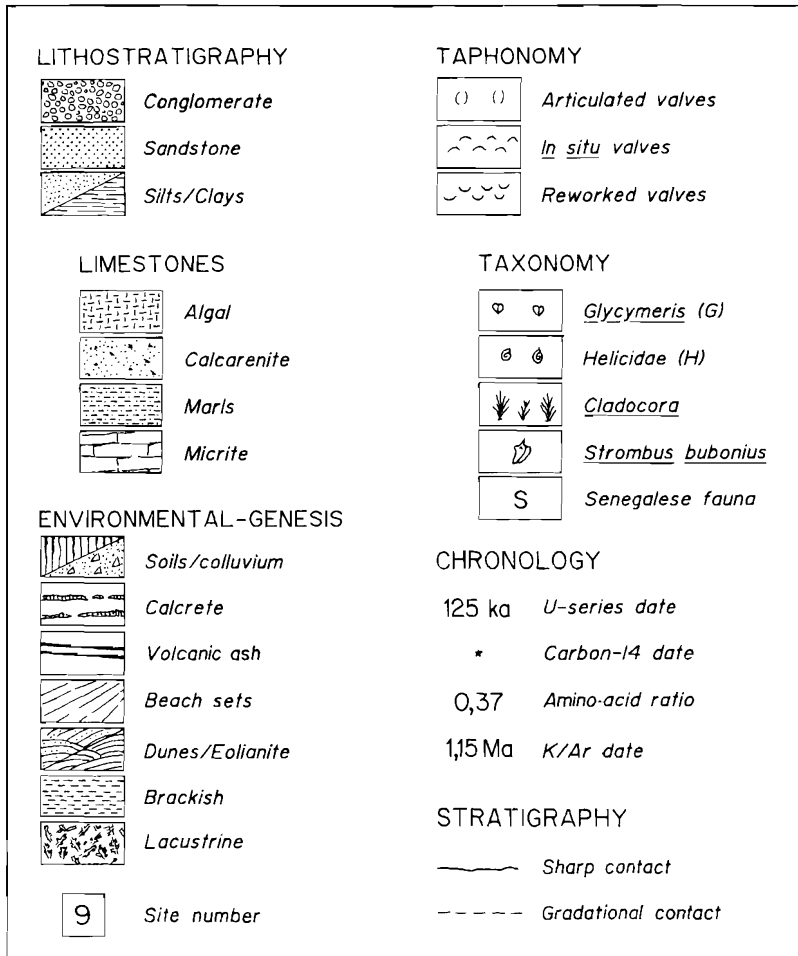 LITHOSTRATIGRAPHY
Conglomerate
Sandstone
Silts/Clays
LIMESTONES
Algal
Calcarenite
Marls
Micrite
ENVIRONMENTAL-GENESIS
Soils/colluvium
Calcrete
Volcanic ash
Beach sets
Dunes/Eolianite
Brackish
Lacustrine
9 Site number
TAPHONOMY
Articulated valves
In situ valves
Reworked valves
TAXONOMY
Glycymeris (G)
Helicidae (H)
Cladocora
Strombus bubonius
S Senegalese fauna
CHRONOLOGY
125 ka U-series date
* Carbon-14 date
0,37 Amino-acid ratio
1,15 Ma K/Ar date
STRATIGRAPHY
Sharp contact
Gradational contact